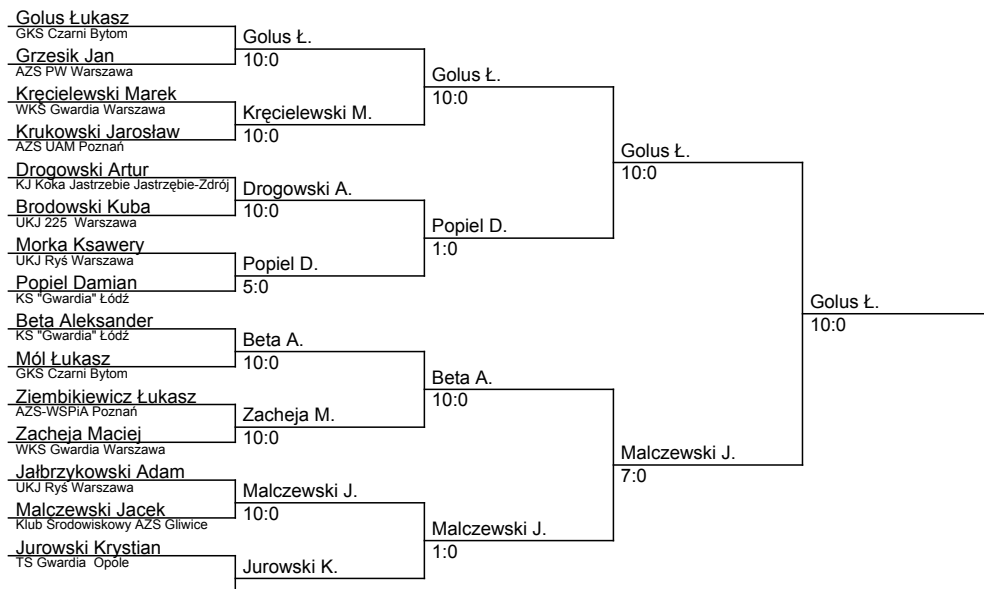 Golus Łukasz
GKS Czarni Bytom
Grzesik Jan
AZS PW Warszawa
Kręcielewski Marek
WKS Gwardia Warszawa
Krukowski Jarosław
AZS UAM Poznań
Drogowski Artur
KJ Koka Jastrzebie Jastrzębie-Zdrój
Brodowski Kuba
UKJ 225 Warszawa
Morka Ksawery
UKJ Ryś Warszawa
Popiel Damian
KS "Gwardia" Łódź
Beta Aleksander
KS "Gwardia" Łódź
Mól Łukasz
GKS Czarni Bytom
Ziembikiewicz Łukasz
AZS-WSPiA Poznań
Zacheja Maciej
WKS Gwardia Warszawa
Jałbrzykowski Adam
UKJ Ryś Warszawa
Malczewski Jacek
Klub Środowiskowy AZS Gliwice
Jurowski Krystian
TS Gwardia Opole
Golus Ł.
10:0
Kręcielewski M.
10:0
Drogowski A.
10:0
Popiel D.
5:0
Beta A.
10:0
Zacheja M.
10:0
Malczewski J.
10:0
Jurowski K.
Golus Ł.
10:0
Popiel D.
1:0
Beta A.
10:0
Malczewski J.
1:0
Golus Ł.
10:0
Malczewski J.
7:0
Golus Ł.
10:0